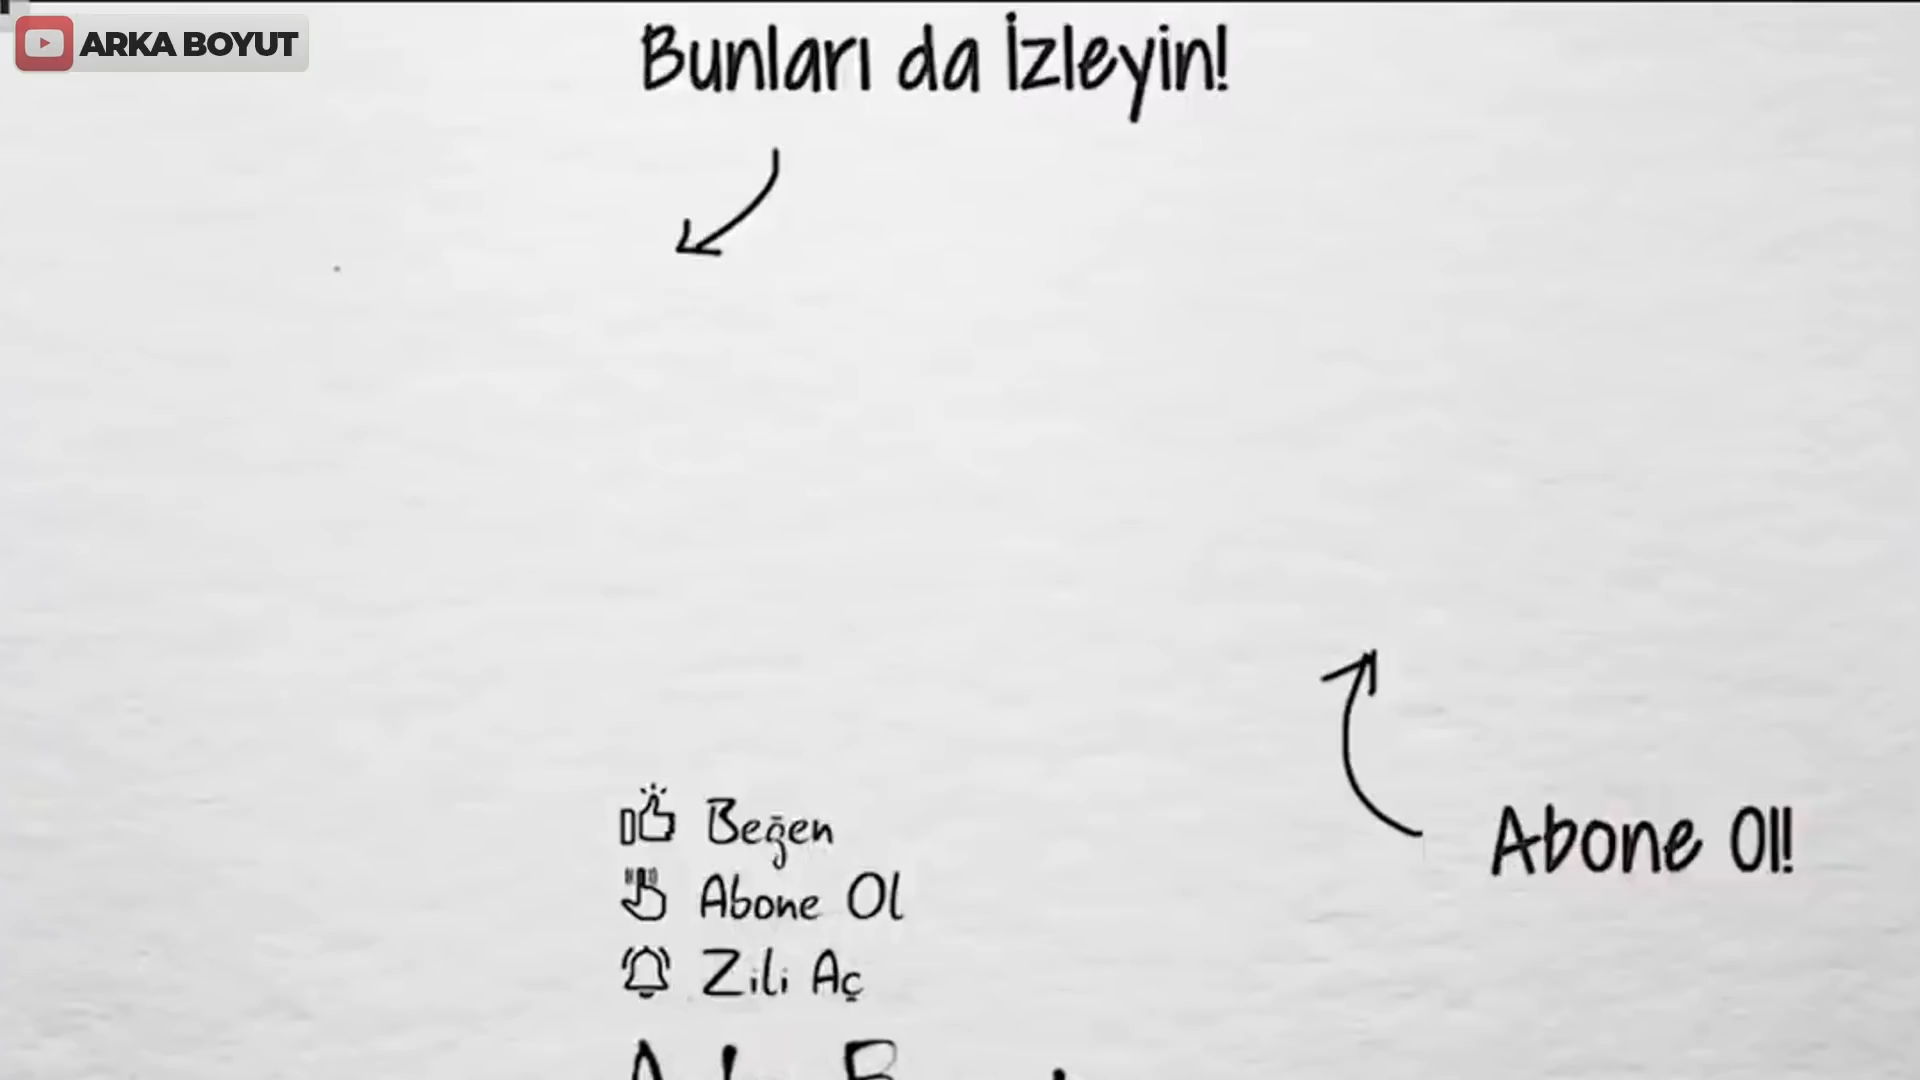 ARKA BOYUT
Bunları da İzleyin!
Beğen
Abone Ol!
Abone Ol
Zili Aç